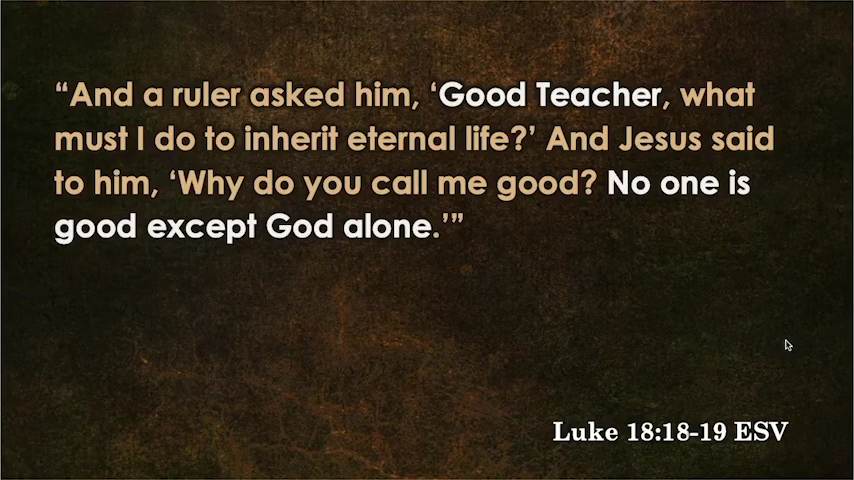 “And a ruler asked him, ‘Good Teacher, what
must I do to inherit eternal life?’ And Jesus said
to him, ‘Why do you call me good? No one is
good except God alone.’”
Luke 18:18-19 ESV